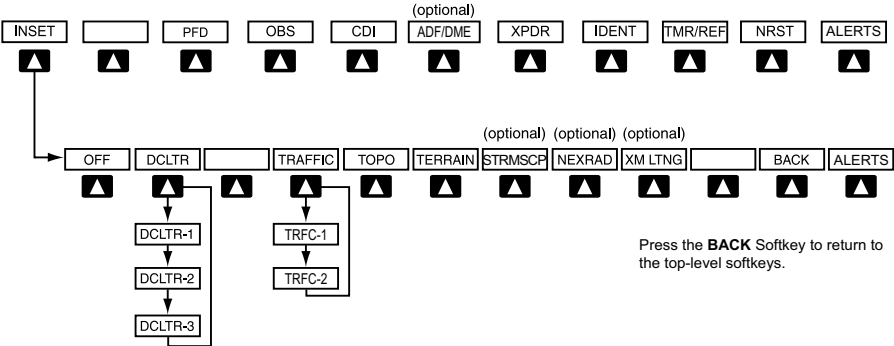 (optional)
INSET PFD OBS CDI ADF/DME XPDR IDENT TMR/REF NRST ALERTS
(optional) (optional) (optional)
OFF DCLTR TRAFFIC TOPO TERRAIN STRMSCP NEXRAD XM LTNG BACK ALERTS
DCLTR-1 TRFC-1
DCLTR-2 TRFC-2
DCLTR-3
Press the BACK Softkey to return to
the top-level softkeys.